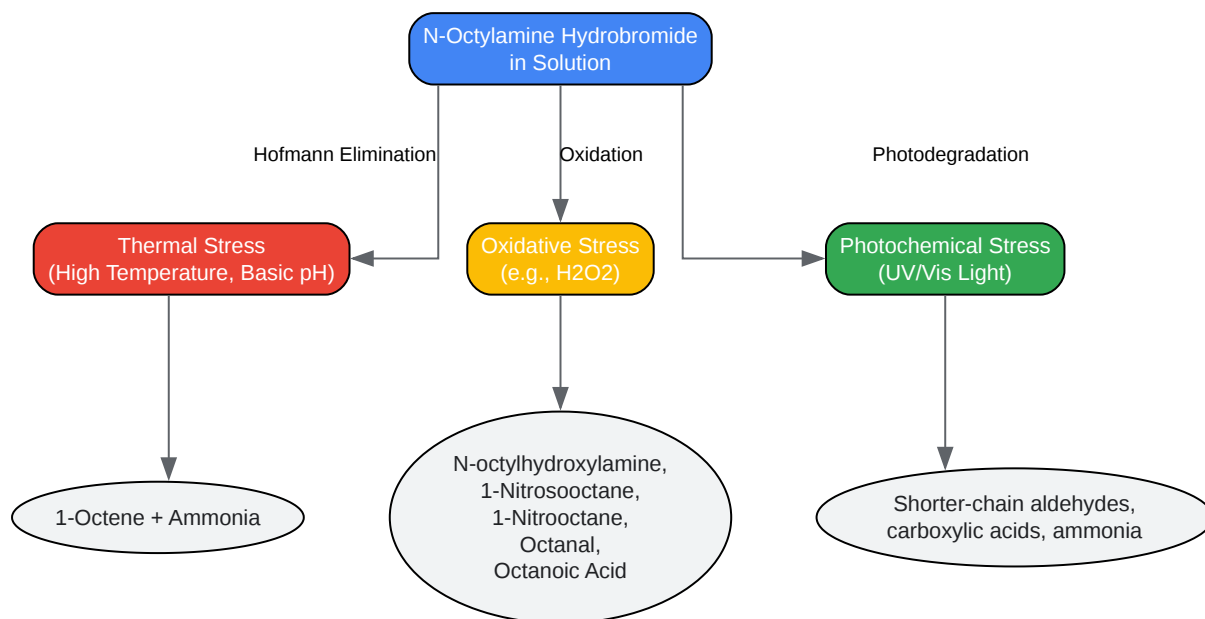 N-Octylamine Hydrobromide
in Solution
Hofmann Elimination
Oxidation
Photodegradation
Thermal Stress
(High Temperature, Basic pH)
Oxidative Stress
(e.g., H2O2)
Photochemical Stress
(UV/Vis Light)
1-Octene + Ammonia
N-octylhydroxylamine,
1-Nitrosooctane,
1-Nitrooctane,
Octanal,
Octanoic Acid
Shorter-chain aldehydes,
carboxylic acids, ammonia